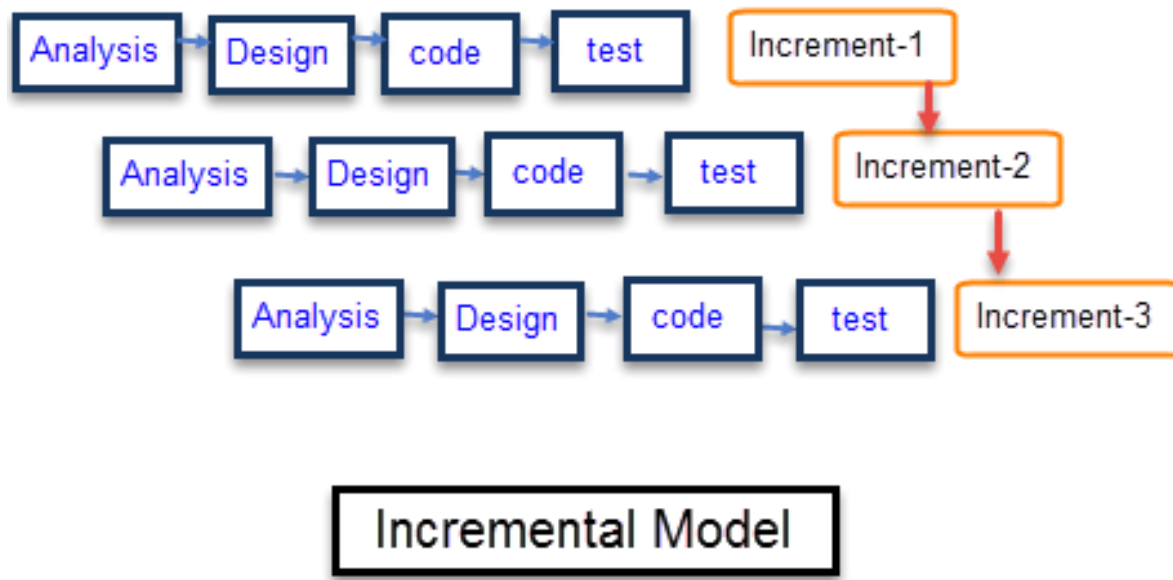 Analysis Design code test Increment-1
Analysis Design code test Increment-2
Analysis Design code test Increment-3
Incremental Model